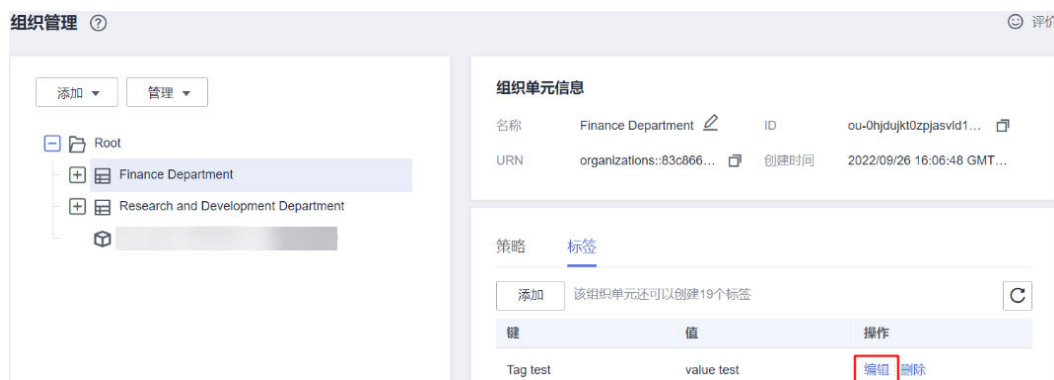 组织管理
评价
添加
管理
Root
Finance Department
Research and Development Department
组织单元信息
名称 Finance Department ID ou-0hjdujkt0zpjasvld1...
URN organizations::83c866... 创建时间 2022/09/26 16:06:48 GMT...
策略 标签
添加 该组织单元还可以创建19个标签
键 值 操作
Tag test value test 编辑 删除